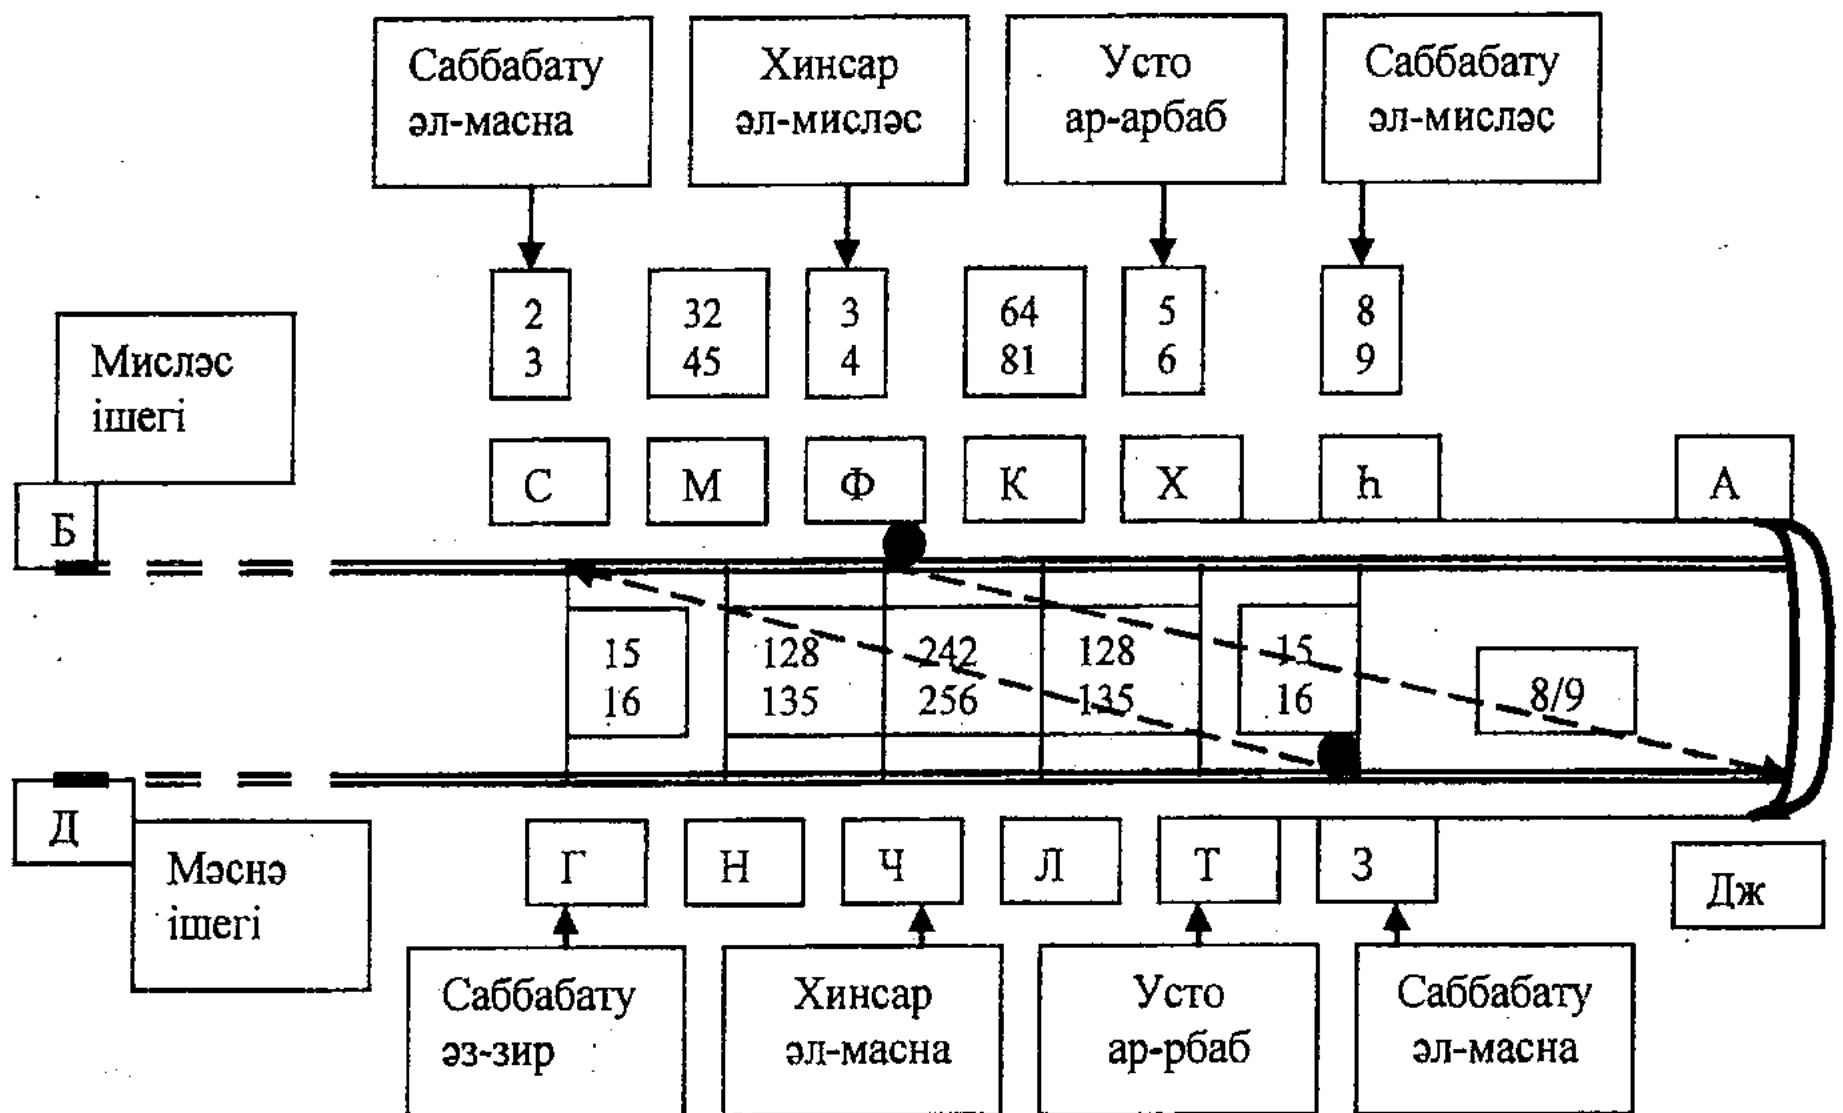 Саббабату
әл-масна
Хинсар
әл-мисләс
Усто
ар-арбаб
Саббабату
әл-мисләс
2
3
32
45
3
4
64
81
5
6
8
9
Мисләс
ішегі
Б
С
М
Ф
К
Х
һ
А
15
16
128
135
242
256
128
135
15
16
8/9
Д
Мәснә
ішегі
Г
Н
Ч
Л
Т
З
Дж
Саббабату
әз-зир
Хинсар
әл-масна
Усто
ар-рбаб
Саббабату
әл-масна